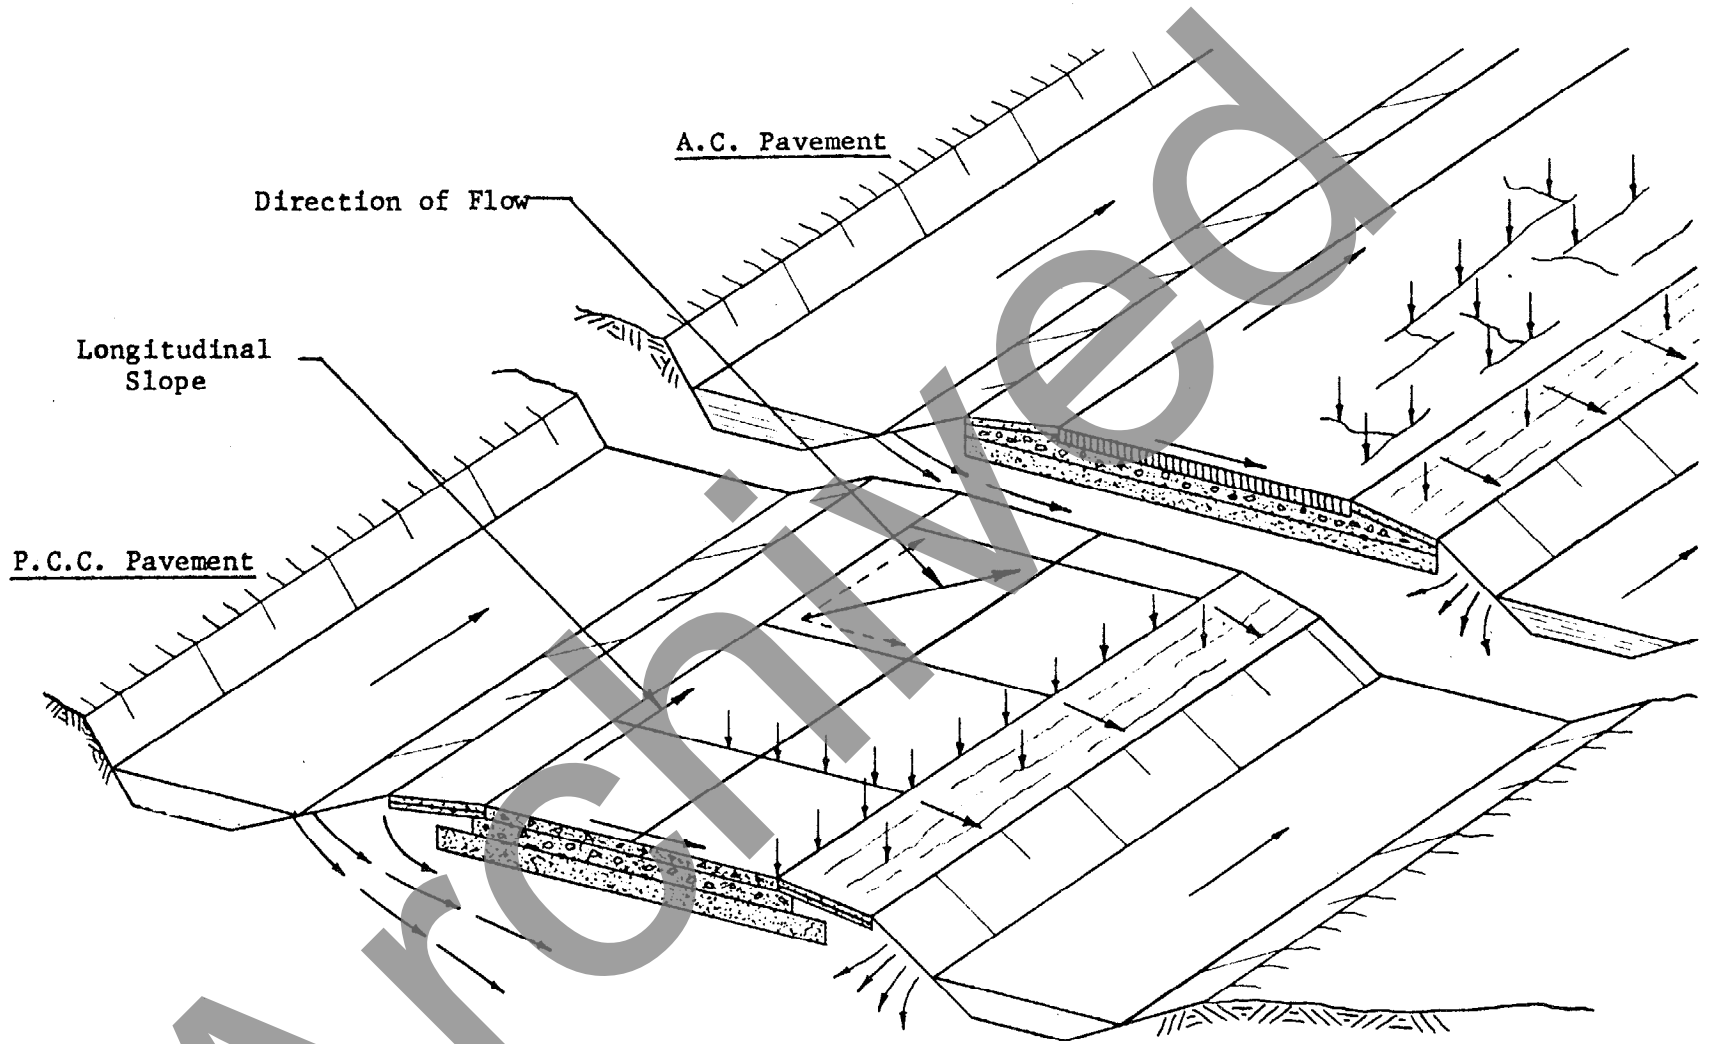 A.C. Pavement
Direction of Flow
Longitudinal
Slope
P.C.C. Pavement
Archived